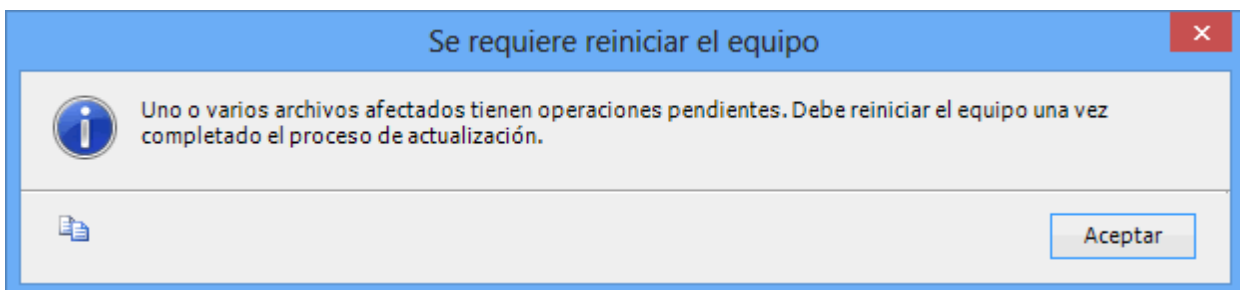 Se requiere reiniciar el equipo
Uno o varios archivos afectados tienen operaciones pendientes. Debe reiniciar el equipo una vez
completado el proceso de actualización.
Aceptar